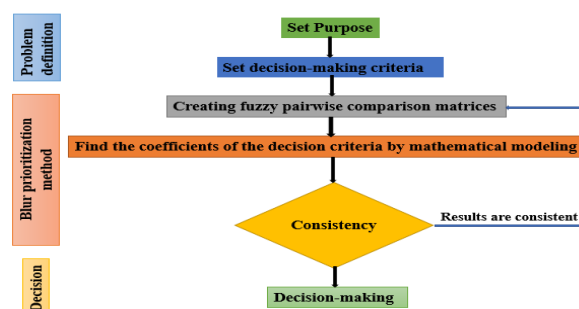 Problem
definition
Set Purpose
Set decision-making criteria
Blur prioritization
method
Creating fuzzy pairwise comparison matrices
Find the coefficients of the decision criteria by mathematical modeling
Consistency
Results are consistent
Decision
Decision-making